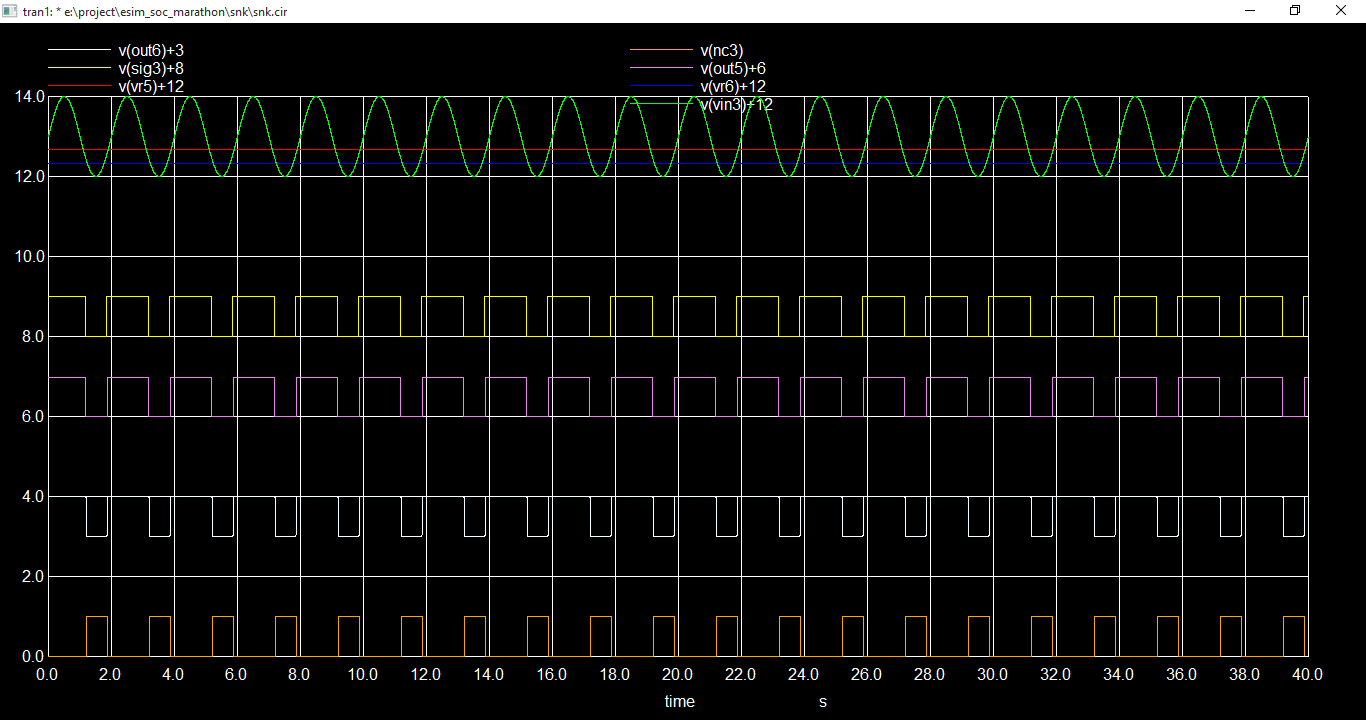 tran1: * e:\project\esim_soc_marathon\snk\snk.cir
v(out6)+3 v(nc3)
v(sig3)+8 v(out5)+6
v(vr5)+12 v(vr6)+12
v(vin3)+12
14.0
12.0
10.0
8.0
6.0
4.0
2.0
0.0
0.0 2.0 4.0 6.0 8.0 10.0 12.0 14.0 16.0 18.0 20.0 22.0 24.0 26.0 28.0 30.0 32.0 34.0 36.0 38.0 40.0
time s